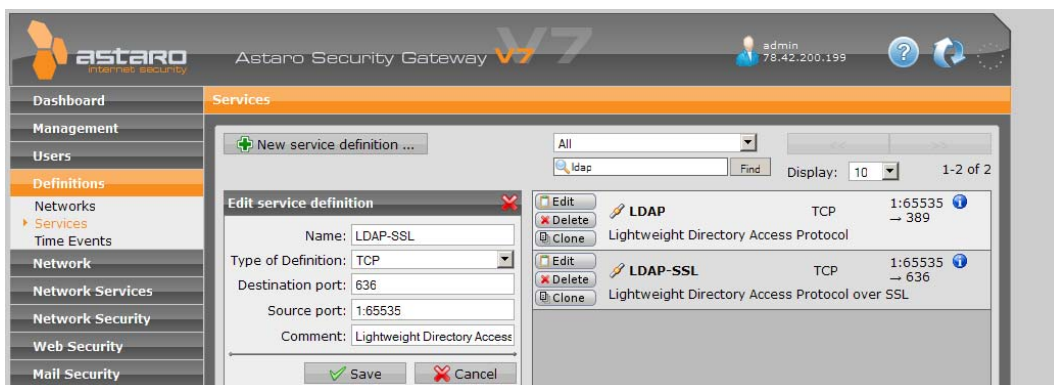 astaro
internet security
Astaro Security Gateway V7
V7
admin
78.42.200.199
?
Dashboard
Management
Users
Definitions
Networks
Services
Time Events
Network
Network Services
Network Security
Web Security
Mail Security
Services
New service definition ...
All
ldap
Find
<<
>>
Display: 10
1-2 of 2
Edit service definition
Name: LDAP-SSL
Type of Definition: TCP
Destination port: 636
Source port: 1:65535
Comment: Lightweight Directory Access
Save
Cancel
Edit
Delete
Clone
LDAP
TCP
1:65535
→ 389
Lightweight Directory Access Protocol
Edit
Delete
Clone
LDAP-SSL
TCP
1:65535
→ 636
Lightweight Directory Access Protocol over SSL